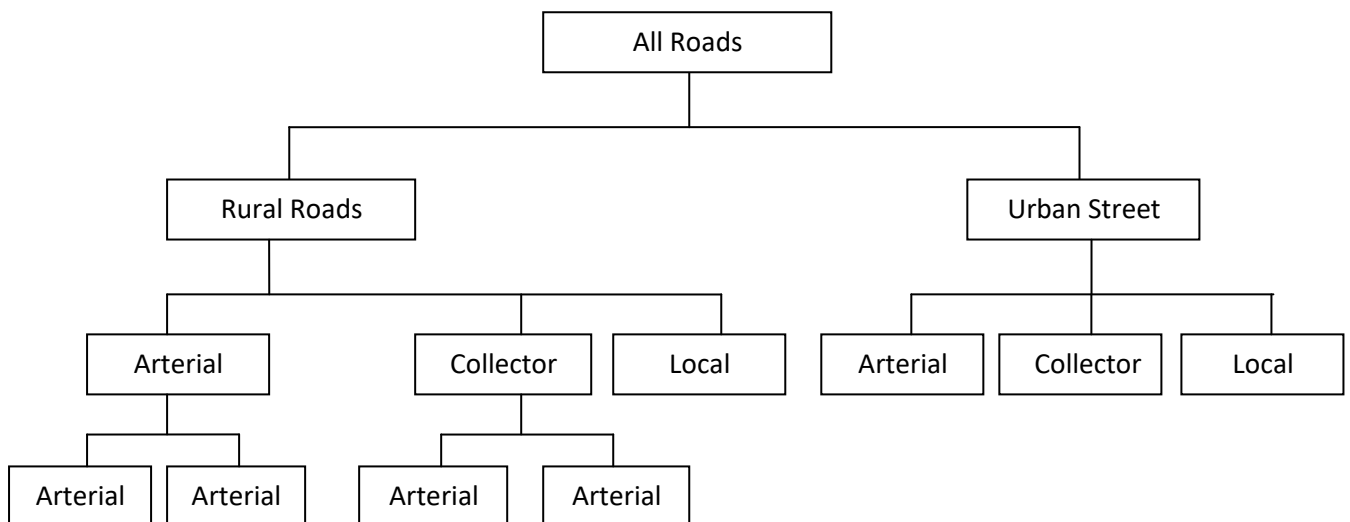 All Roads
Rural Roads
Urban Street
Arterial
Collector
Local
Arterial
Collector
Local
Arterial
Arterial
Arterial
Arterial